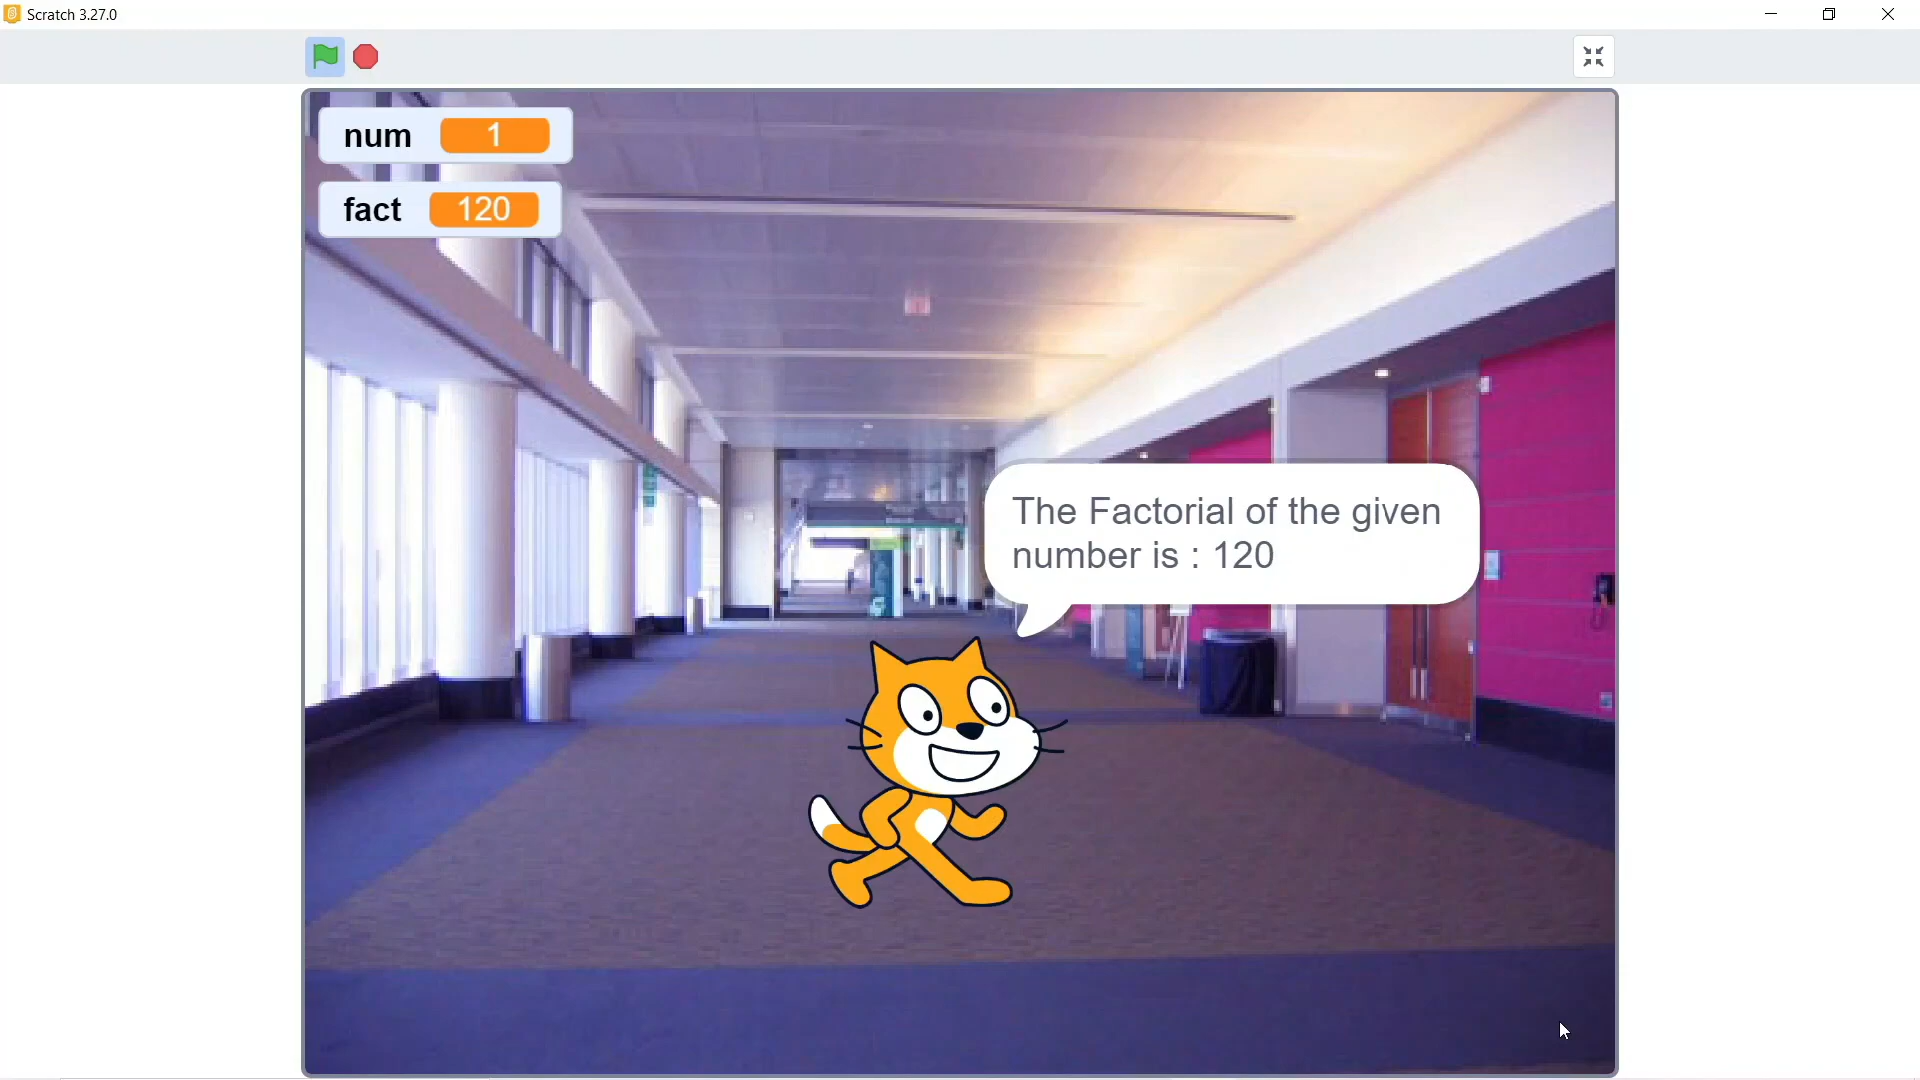 Scratch 3.27.0
num 1
fact 120
The Factorial of the given
number is : 120